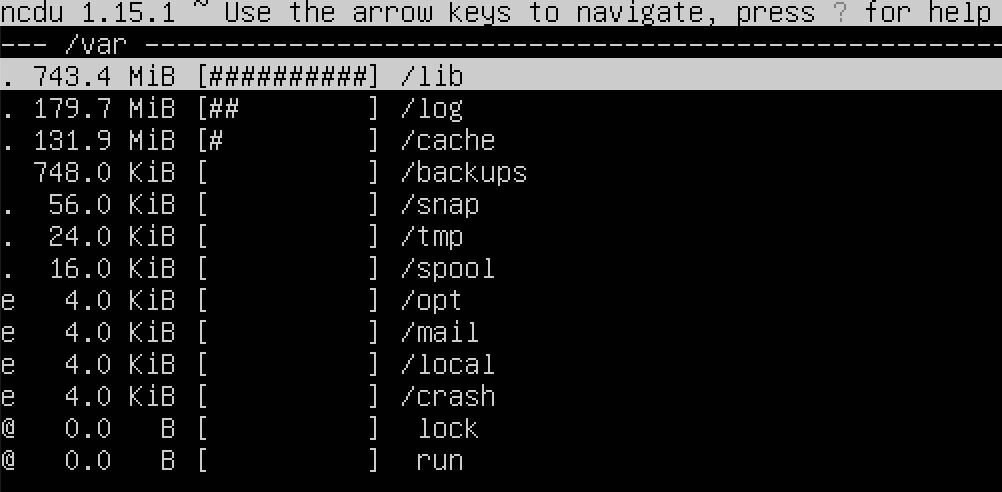 ncdu 1.15.1 ~ Use the arrow keys to navigate, press ? for help
--- /var ------------------------------------------------------
. 743.4 MiB [##########] /lib
. 179.7 MiB [##        ] /log
. 131.9 MiB [#         ] /cache
  748.0 KiB [          ] /backups
.  56.0 KiB [          ] /snap
.  24.0 KiB [          ] /tmp
.  16.0 KiB [          ] /spool
e   4.0 KiB [          ] /opt
e   4.0 KiB [          ] /mail
e   4.0 KiB [          ] /local
e   4.0 KiB [          ] /crash
@   0.0   B [          ]  lock
@   0.0   B [          ]  run